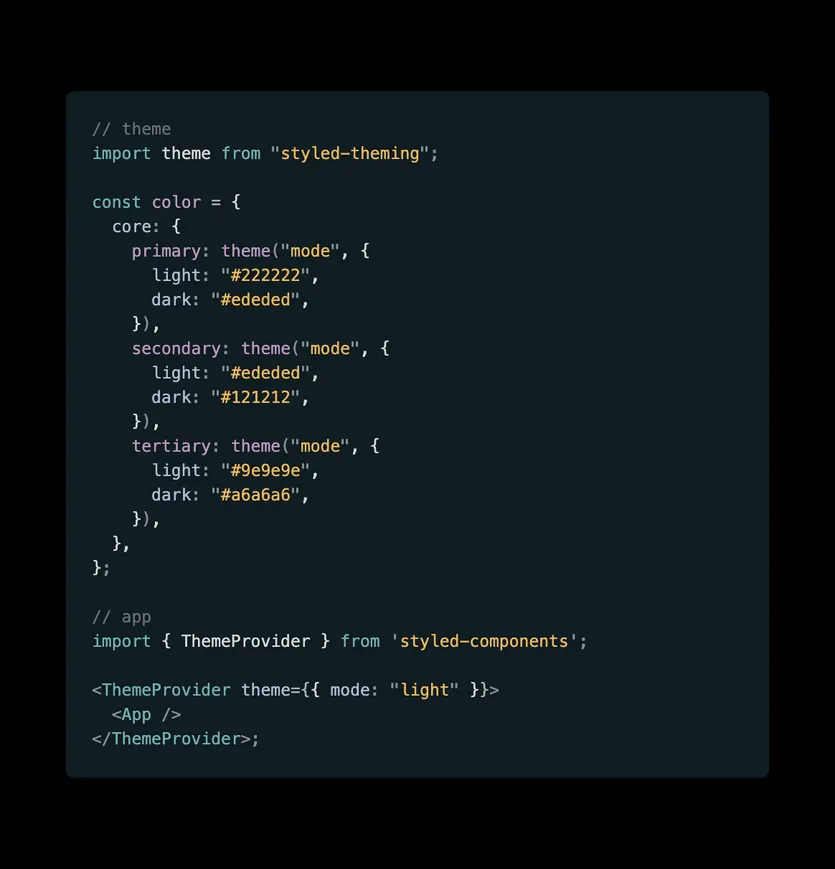 // theme
import theme from "styled-theming";
const color = {
  core: {
    primary: theme("mode", {
      light: "#222222",
      dark: "#ededed",
    }),
    secondary: theme("mode", {
      light: "#ededed",
      dark: "#121212",
    }),
    tertiary: theme("mode", {
      light: "#9e9e9e",
      dark: "#a6a6a6",
    }),
  },
};
// app
import { ThemeProvider } from 'styled-components';
<ThemeProvider theme={{ mode: "light" }}>
  <App />
</ThemeProvider>;